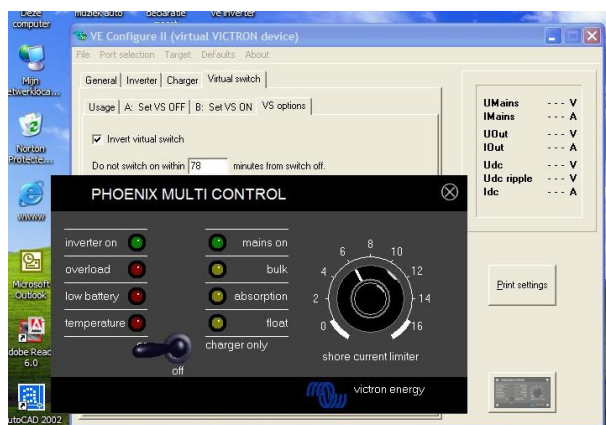 Deze
computer
muziek auto
declaratie
ve inverter
VE Configure II (virtual VICTRON device)
File Port selection Target Defaults About
General Inverter Charger Virtual switch
Usage A: Set VS OFF B: Set VS ON VS options
Invert virtual switch
Do not switch on within 78 minutes from switch off.
UMains --- V
IMains --- A
UOut --- V
IOut --- A
Udc --- V
Udc ripple --- V
Idc --- A
Print settings
Mijn
Norton
Microsoft
Outlook
dobe Read
6.0
utoCAD 2002
PHOENIX MULTI CONTROL
inverter on
overload
low battery
temperature
mains on
bulk
absorption
float
charger only
off
0 2 4 6 8 10 12 14 16
shore current limiter
victron energy